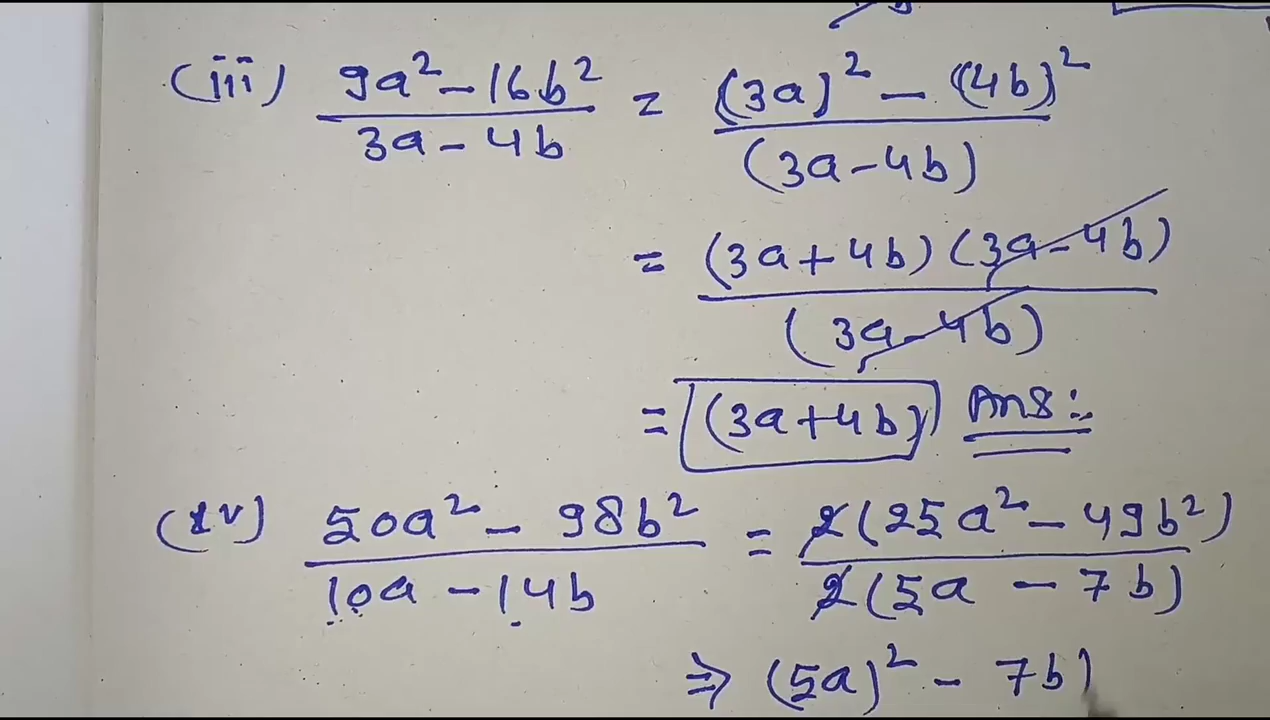 (iii) 9a² - 16b² = (3a)² - (4b)²
3a - 4b (3a - 4b)
= (3a + 4b) (3a - 4b)
(3a - 4b)
= (3a + 4b) Ans:
(iv) 50a² - 98b² = 2(25a² - 49b²)
10a - 14b 2(5a - 7b)
⇒ (5a)² - 7b)